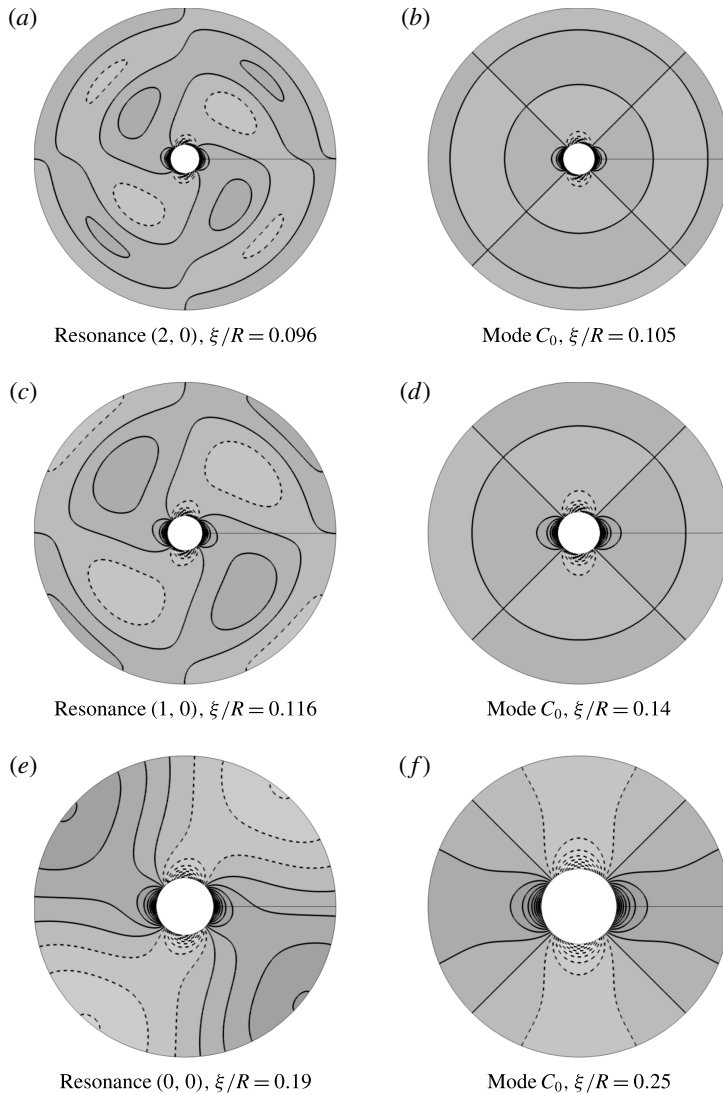 (a) (b)
Resonance (2, 0), ξ/R = 0.096 Mode C₀, ξ/R = 0.105
(c) (d)
Resonance (1, 0), ξ/R = 0.116 Mode C₀, ξ/R = 0.14
(e) (f)
Resonance (0, 0), ξ/R = 0.19 Mode C₀, ξ/R = 0.25